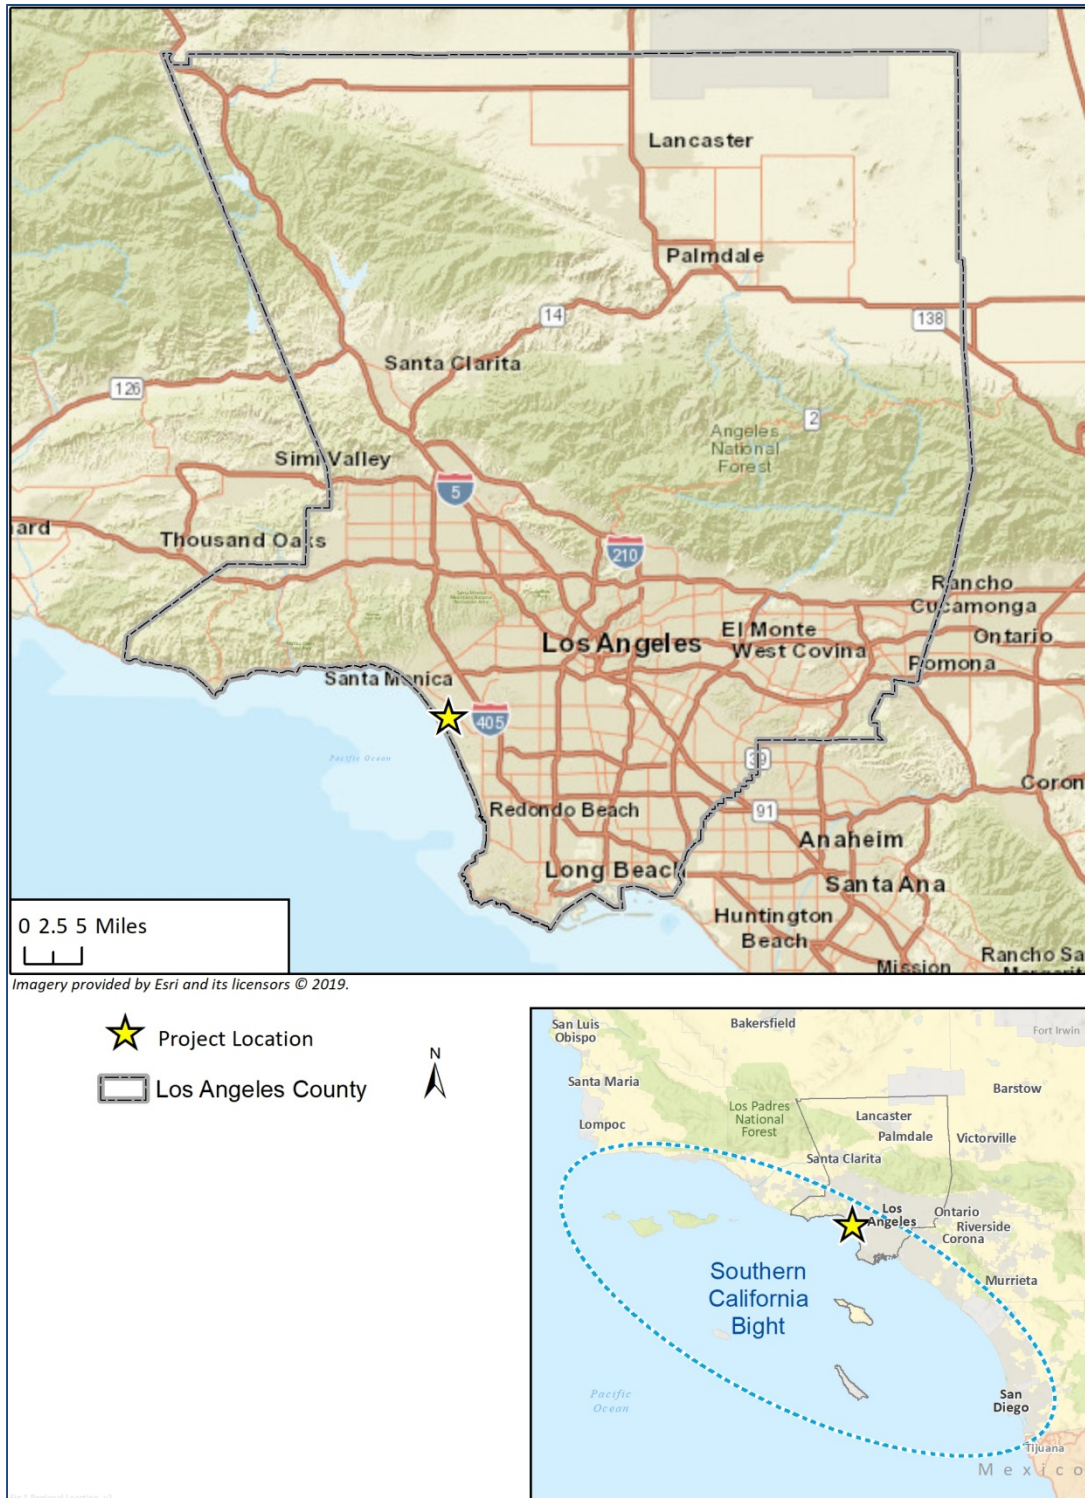 Lancaster
Palmdale
14
138
Santa Clarita
126
2
Angeles
National
Forest
Simi Valley
5
ard
Thousand Oaks
210
Rancho
Cucamonga
El Monte
Ontario
Los Angeles
West Covina
Pomona
Santa Monica
405
Pacific Ocean
39
Coron
Redondo Beach
91
Anaheim
Long Beach
Santa Ana
Huntington
Beach
0 2.5 5 Miles
Rancho Sa
Mission
Imagery provided by Esri and its licensors © 2019.
Project Location
N
Los Angeles County
San Luis
Obispo
Bakersfield
Fort Irwin
Santa Maria
Barstow
Los Padres
National
Forest
Lompoc
Lancaster
Palmdale
Victorville
Santa Clarita
Los
Angeles
Ontario
Riverside
Corona
Southern
California
Bight
Murrieta
Pacific
Ocean
San
Diego
Tijuana
Mexico